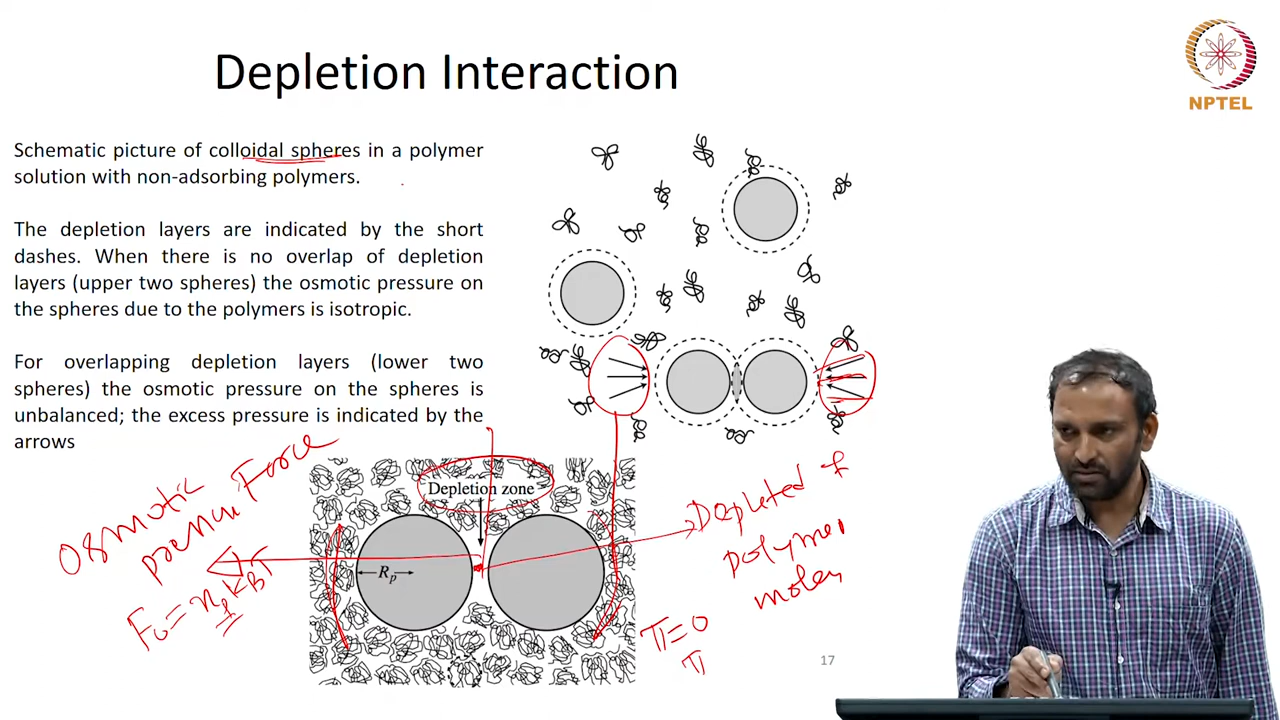 Depletion Interaction
NPTEL
Schematic picture of colloidal spheres in a polymer
solution with non-adsorbing polymers.
The depletion layers are indicated by the short
dashes. When there is no overlap of depletion
layers (upper two spheres) the osmotic pressure on
the spheres due to the polymers is isotropic.
For overlapping depletion layers (lower two
spheres) the osmotic pressure on the spheres is
unbalanced; the excess pressure is indicated by the
arrows
Osmotic
pressure Force
Depletion zone
Depleted of
polymer
Rp
π=0
π
17